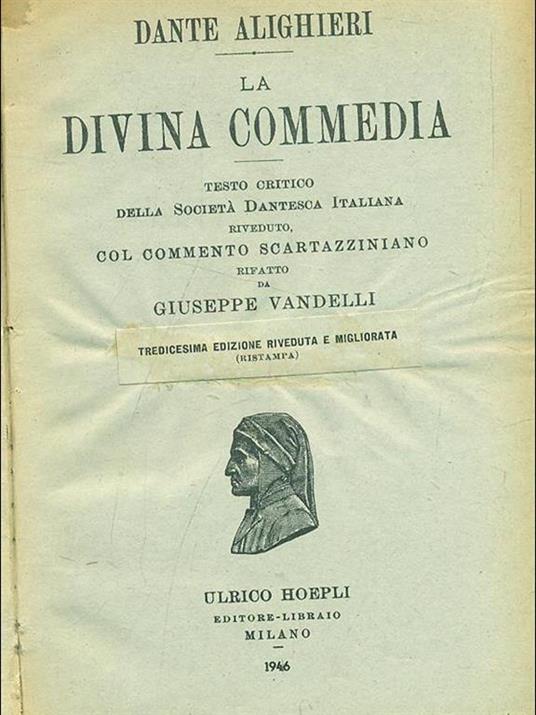 DANTE ALIGHIERI
LA
DIVINA COMMEDIA
TESTO CRITICO
DELLA SOCIETÀ DANTESCA ITALIANA
RIVEDUTO,
COL COMMENTO SCARTAZZINIANO
RIFATTO
DA
GIUSEPPE VANDELLI
TREDICESIMA EDIZIONE RIVEDUTA E MIGLIORATA
(RISTAMPA)
ULRICO HOEPLI
EDITORE-LIBRAIO
MILANO
1946